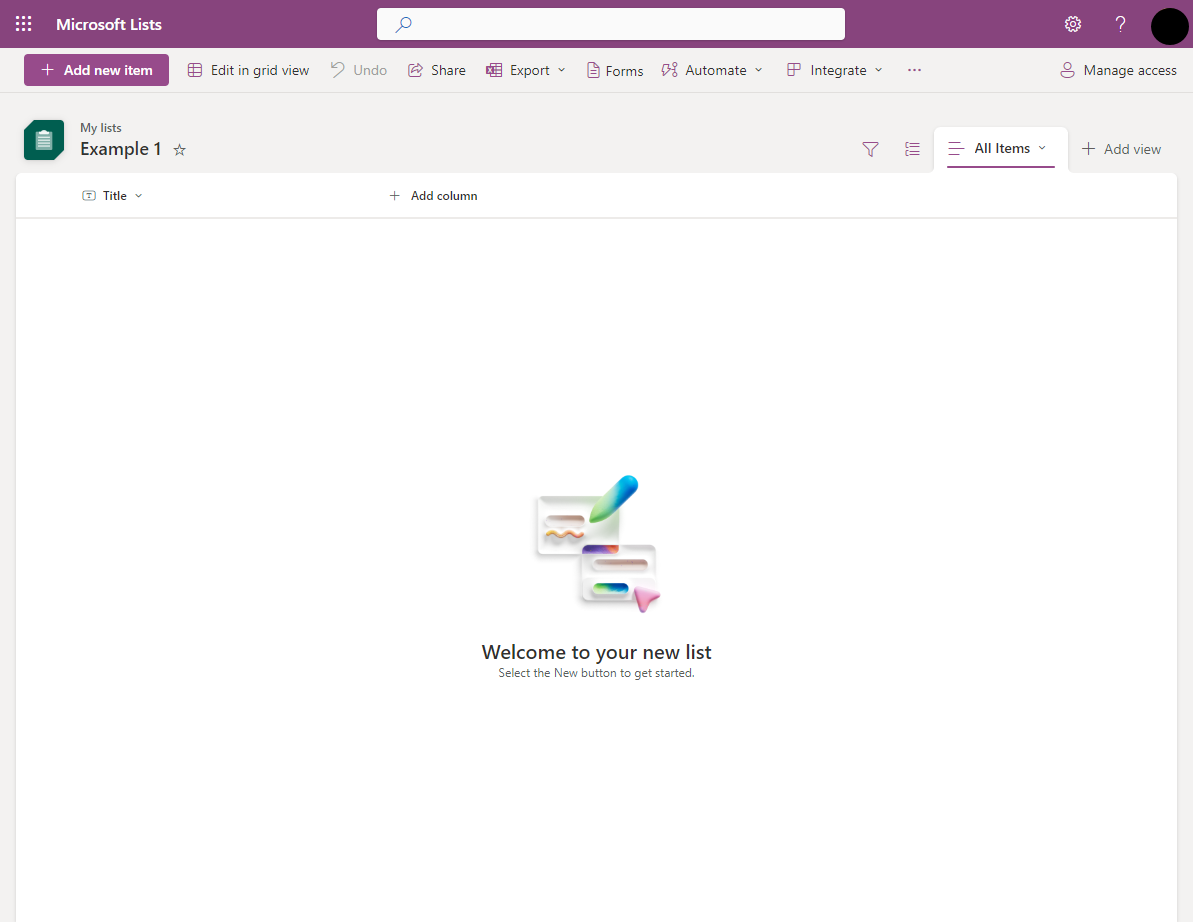 Microsoft Lists
Add new item Edit in grid view Undo Share Export Forms Automate Integrate ... Manage access
My lists
Example 1
All Items Add view
Title Add column
Welcome to your new list
Select the New button to get started.